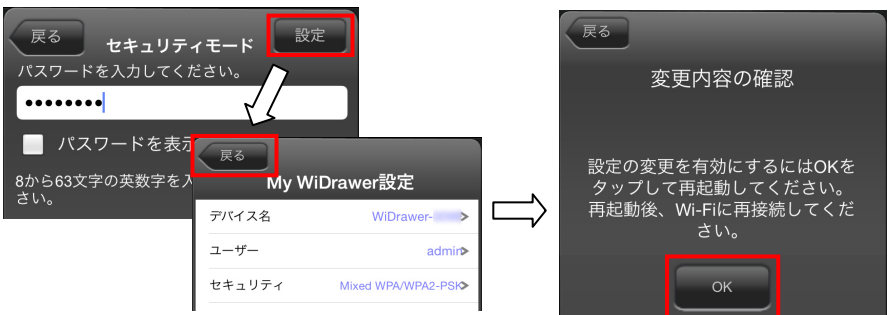 戻る
セキュリティモード
設定
パスワードを入力してください。
••••••••
パスワードを表示
8から63文字の英数字を入
さい。
戻る
My WiDrawer設定
デバイス名
WiDrawer-
ユーザー
admin
セキュリティ
Mixed WPA/WPA2-PSK
戻る
変更内容の確認
設定の変更を有効にするにはOKを
タップして再起動してください。
再起動後、Wi-Fiに再接続してくだ
さい。
OK